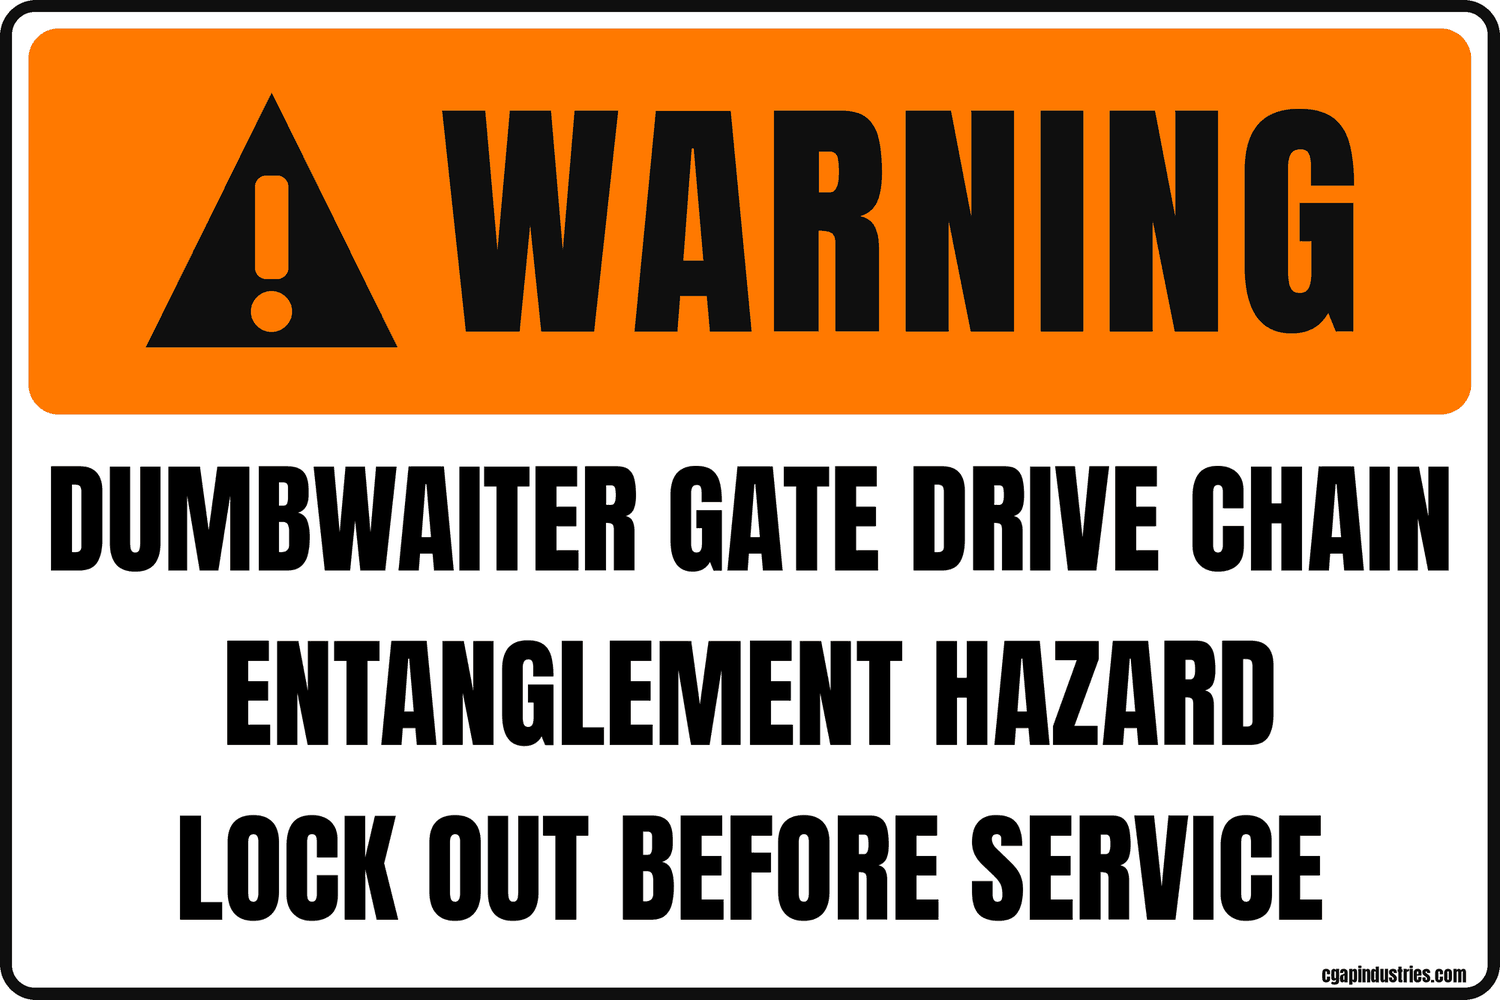 WARNING
DUMBWAITER GATE DRIVE CHAIN
ENTANGLEMENT HAZARD
LOCK OUT BEFORE SERVICE
cgapindustries.com